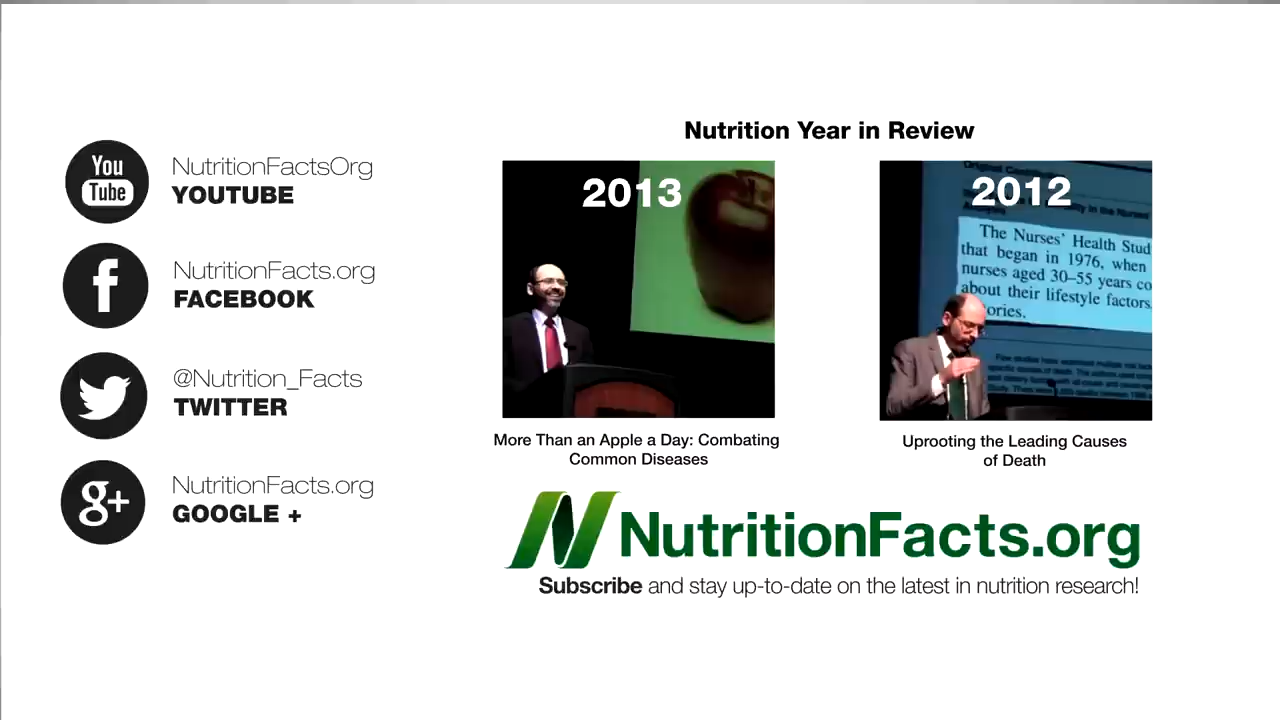 You
Tube
NutritionFactsOrg
YOUTUBE
f
NutritionFacts.org
FACEBOOK
@Nutrition_Facts
TWITTER
g+
NutritionFacts.org
GOOGLE +
Nutrition Year in Review
2013
More Than an Apple a Day: Combating
Common Diseases
2012
The Nurses' Health Stud
that began in 1976, when
nurses aged 30–55 years co
about their lifestyle factors
ories.
Uprooting the Leading Causes
of Death
NutritionFacts.org
Subscribe and stay up-to-date on the latest in nutrition research!